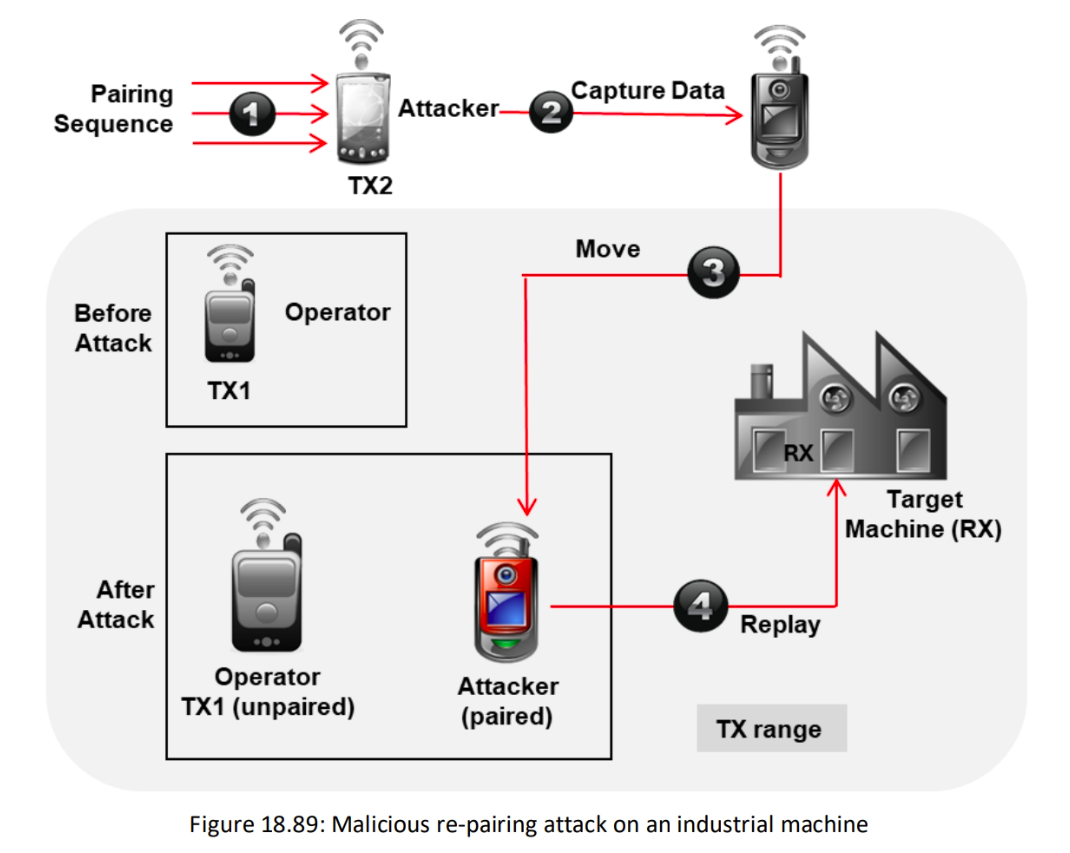 Pairing
Sequence
1
TX2
Attacker
2
Capture Data
Move
3
Before
Attack
Operator
TX1
RX
Target
Machine (RX)
After
Attack
Operator
TX1 (unpaired)
Attacker
(paired)
4
Replay
TX range
Figure 18.89: Malicious re-pairing attack on an industrial machine